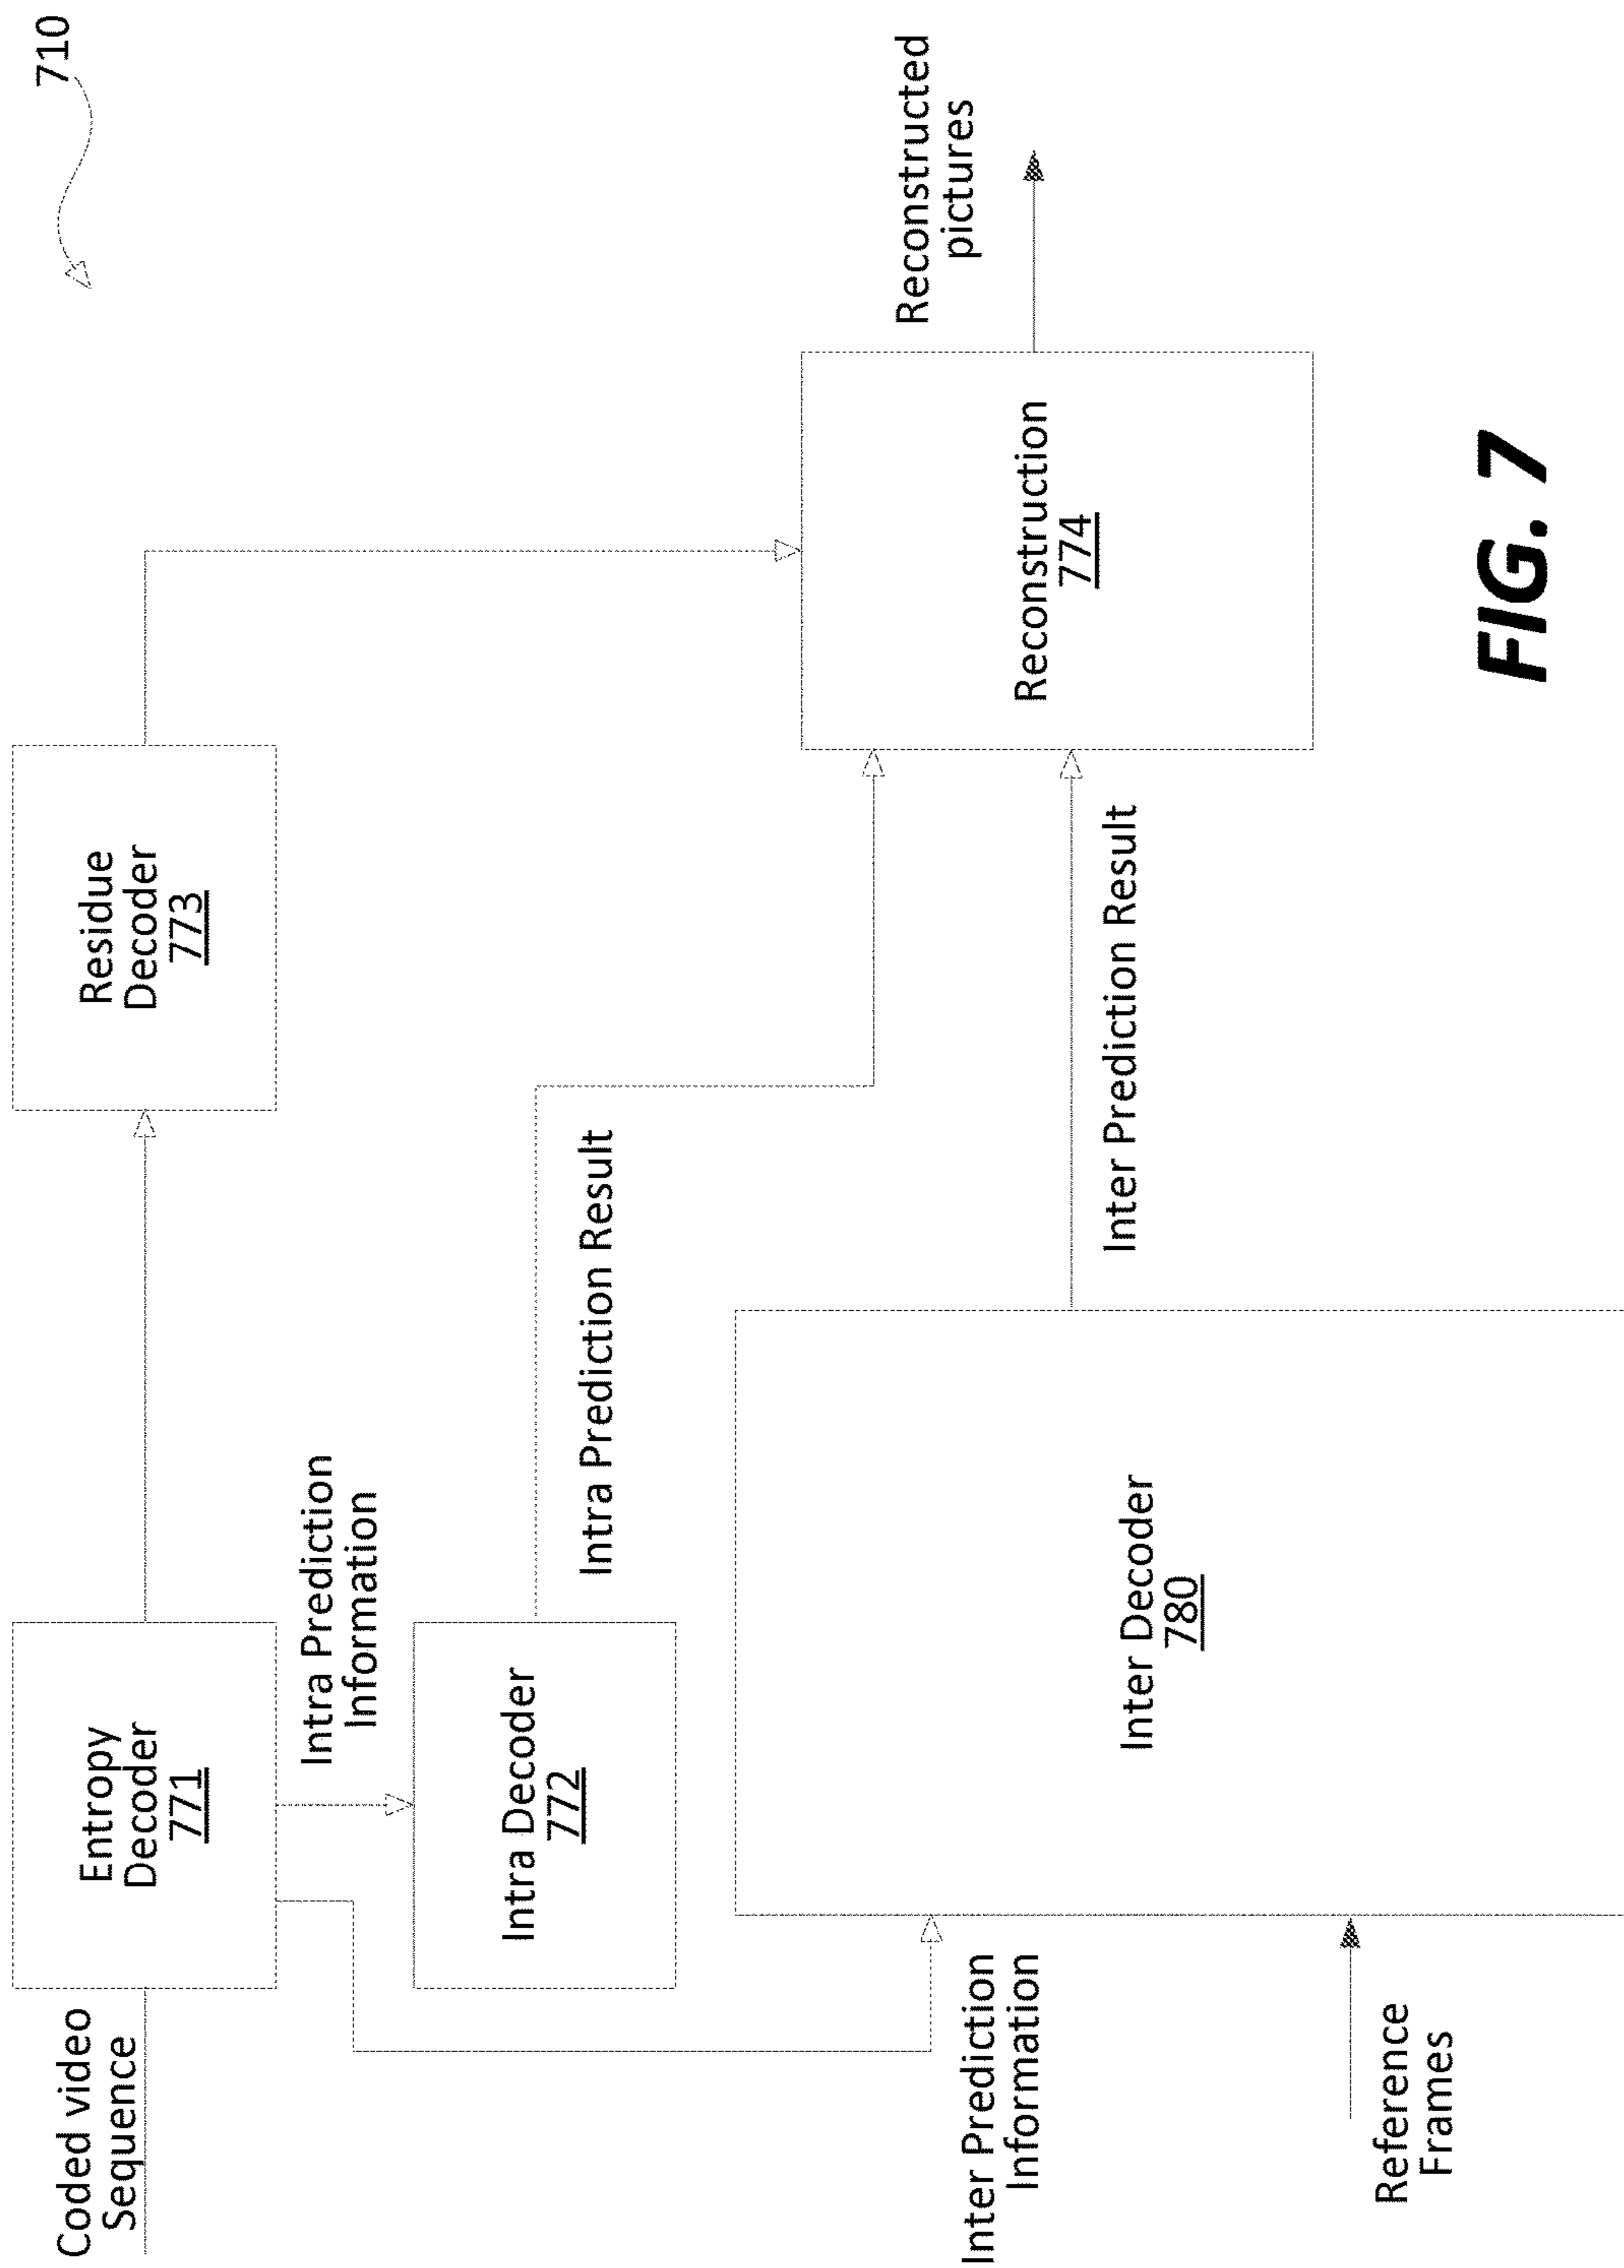 710
Coded video
Sequence
Entropy
Decoder
771
Residue
Decoder
773
Intra Prediction
Information
Intra Decoder
772
Intra Prediction Result
Reconstructed
pictures
Inter Prediction
Information
Inter Decoder
780
Inter Prediction Result
Reconstruction
774
Reference
Frames
FIG. 7